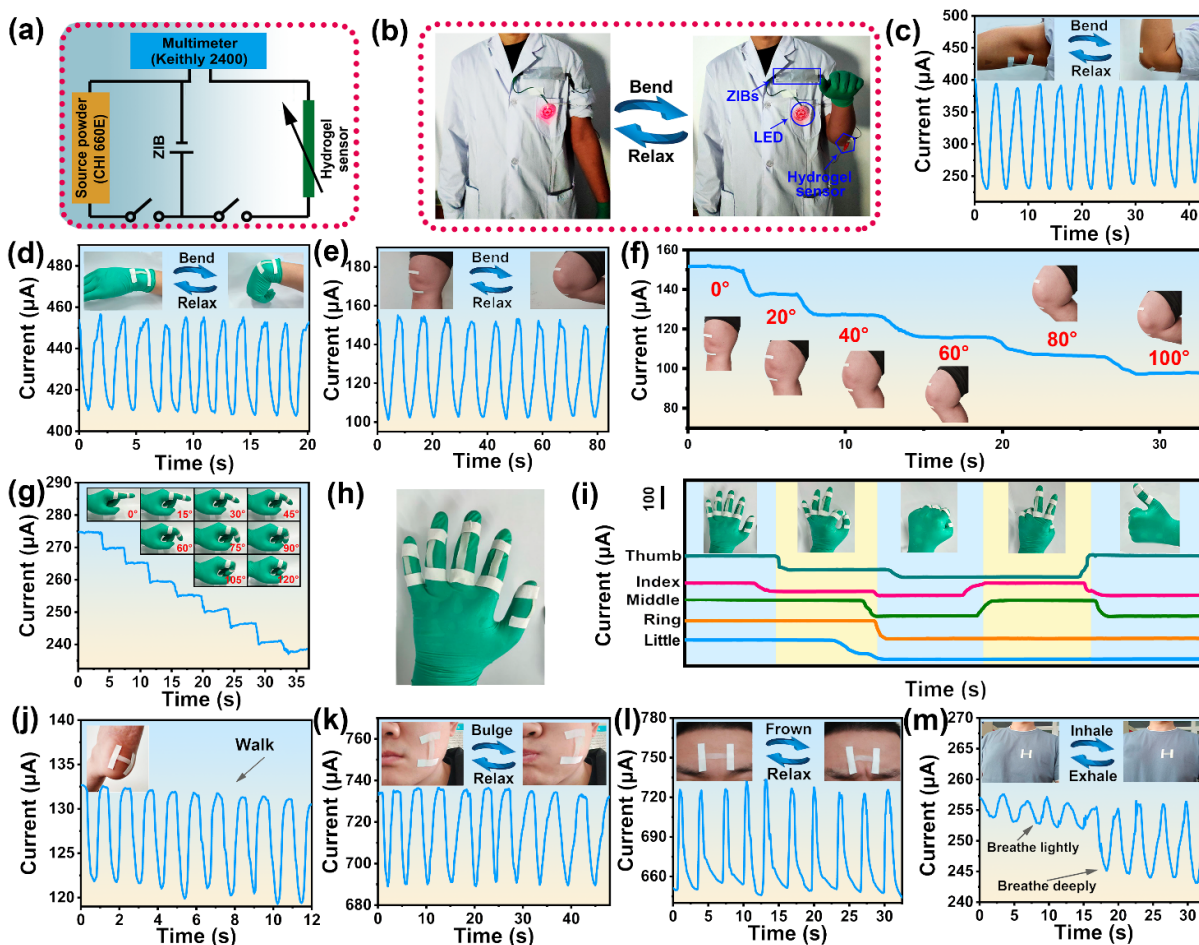 (a)
Multimeter
(Keithly 2400)
Source powder
(CHI 660E)
ZIB
Hydrogel
sensor
(b)
Bend
Relax
ZIBs
LED
Hydrogel
sensor
(c)
Current (µA)
500
450
400
350
300
250
Bend
Relax
0 10 20 30 40
Time (s)
(d)
Current (µA)
480
460
440
420
400
Bend
Relax
0 5 10 15 20
Time (s)
(e)
Current (µA)
180
160
140
120
100
Bend
Relax
0 20 40 60 80
Time (s)
(f)
Current (µA)
160
140
120
100
80
0°
20°
40°
60°
80°
100°
0 10 20 30
Time (s)
(g)
Current (µA)
290
280
270
260
250
240
0° 15° 30° 45°
60° 75° 90°
105° 120°
0 5 10 15 20 25 30 35
Time (s)
(h)
(i)
100
Current (µA)
Thumb
Index
Middle
Ring
Little
Time (s)
(j)
Current (µA)
140
135
130
125
120
Walk
0 2 4 6 8 10 12
Time (s)
(k)
Current (µA)
760
740
720
700
680
Bulge
Relax
0 10 20 30 40
Time (s)
(l)
Current (µA)
780
750
720
690
660
Frown
Relax
0 5 10 15 20 25 30
Time (s)
(m)
Current (µA)
270
265
260
255
250
245
240
Inhale
Exhale
Breathe lightly
Breathe deeply
0 5 10 15 20 25 30
Time (s)